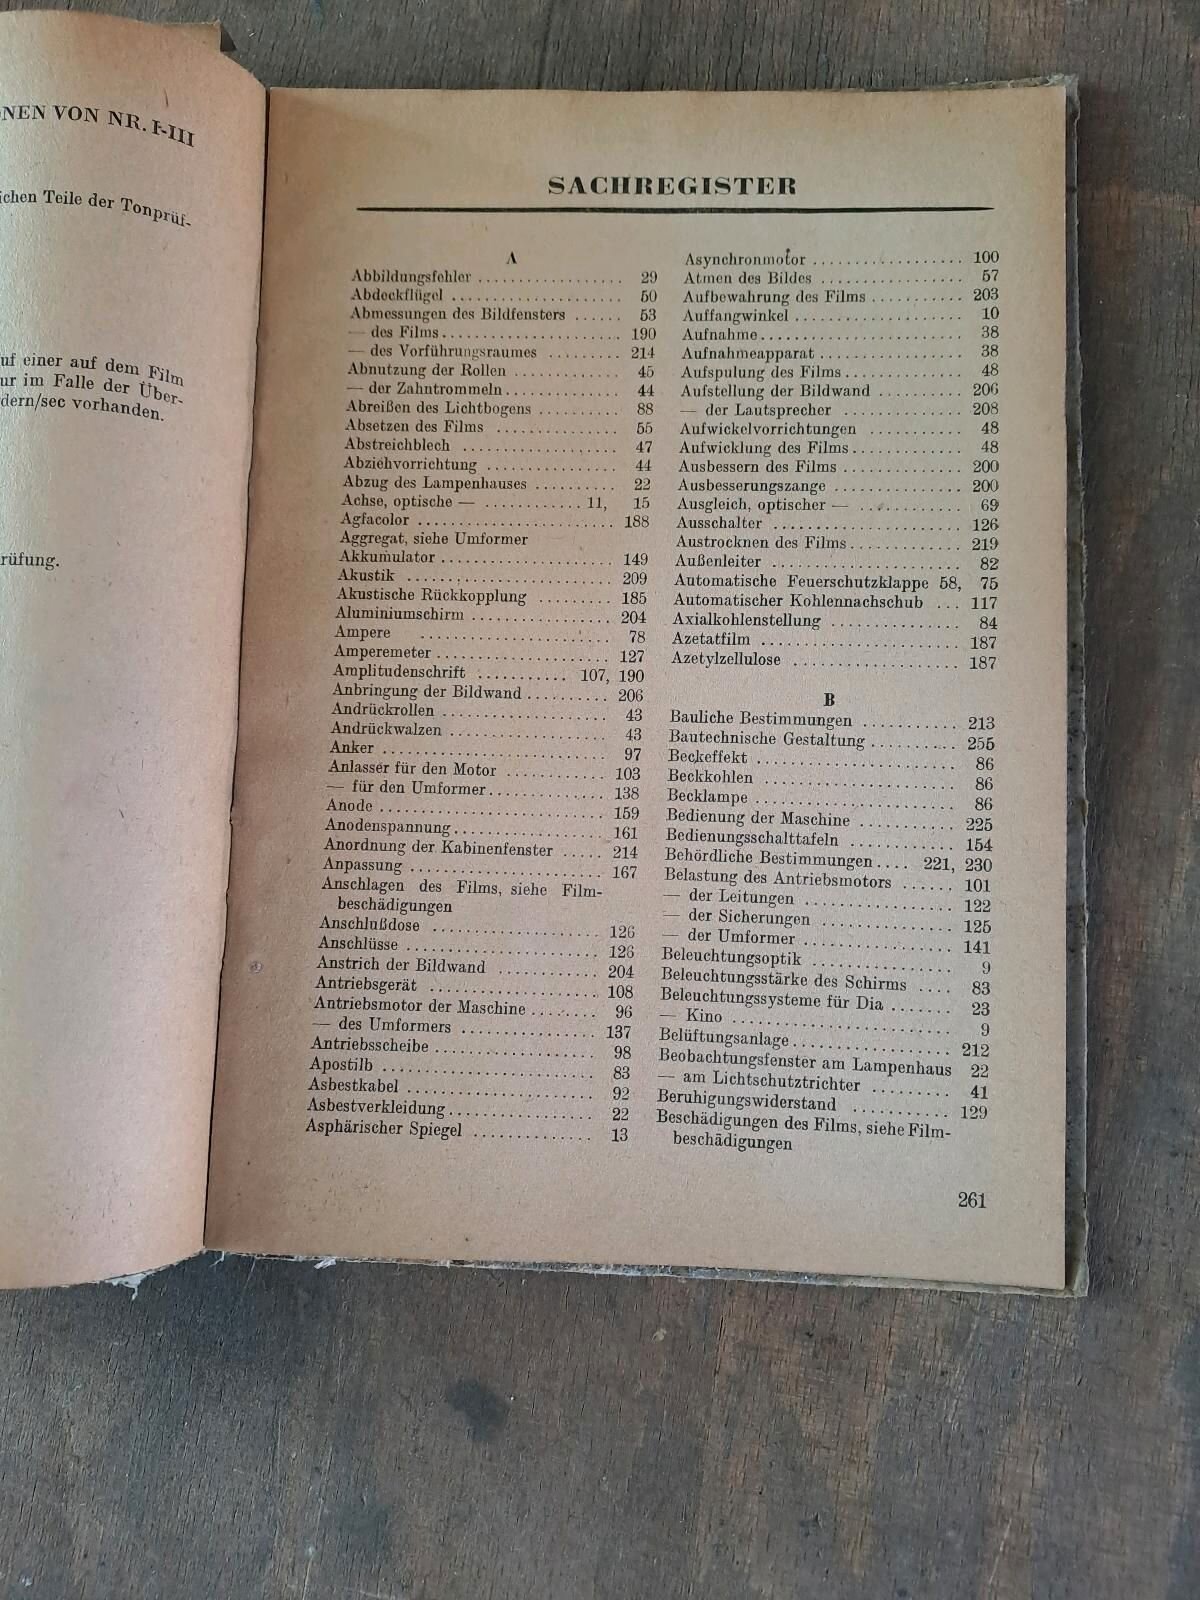 NEN VON NR. I-III
ichen Teile der Tonprüf-
uf einer auf dem Film
ur im Falle der Über-
dern/sec vorhanden.
rüfung.
SACHREGISTER
A
Abbildungsfehler .................. 29
Abdeckflügel ...................... 50
Abmessungen des Bildfensters ...... 53
— des Films ....................... 190
— des Vorführungsraumes ......... 214
Abnutzung der Rollen .............. 45
— der Zahntrommeln ............... 44
Abreißen des Lichtbogens .......... 88
Absetzen des Films ............... 55
Abstreichblech .................... 47
Abziehvorrichtung ................ 44
Abzug des Lampenhauses .......... 22
Achse, optische — ............ 11, 15
Agfacolor ......................... 188
Aggregat, siehe Umformer
Akkumulator ...................... 149
Akustik .......................... 209
Akustische Rückkopplung ......... 185
Aluminiumschirm .................. 204
Ampere .................... 78
Amperemeter ...................... 127
Amplitudenschrift ........... 107, 190
Anbringung der Bildwand .......... 206
Andrückrollen .................... 43
Andrückwalzen .................... 43
Anker ............................ 97
Anlasser für den Motor ........... 103
— für den Umformer .............. 138
Anode ............................ 159
Anodenspannung ................... 161
Anordnung der Kabinenfenster ..... 214
Anpassung ........................ 167
Anschlagen des Films, siehe Film-
beschädigungen
Anschlußdose ..................... 126
Anschlüsse ....................... 126
Anstrich der Bildwand ............ 204
Antriebsgerät .................... 108
Antriebsmotor der Maschine ........ 96
— des Umformers ................. 137
Antriebsscheibe .................. 98
Apostilb ......................... 83
Asbestkabel ...................... 92
Asbestverkleidung ................ 22
Asphärischer Spiegel .............. 13
Asynchronmotor .................. 100
Atmen des Bildes ................. 57
Aufbewahrung des Films ........... 203
Auffangwinkel .................... 10
Aufnahme ......................... 38
Aufnahmeapparat .................. 38
Aufspulung des Films .............. 48
Aufstellung der Bildwand ......... 206
— der Lautsprecher .............. 208
Aufwickelvorrichtungen ........... 48
Aufwicklung des Films ............. 48
Ausbessern des Films .............. 200
Ausbesserungszange ............... 200
Ausgleich, optischer — ............ 69
Ausschalter ...................... 126
Austrocknen des Films ............. 219
Außenleiter ...................... 82
Automatische Feuerschutzklappe 58, 75
Automatischer Kohlennachschub ... 117
Axialkohlenstellung .............. 84
Azetatfilm ....................... 187
Azetylzellulose .................. 187
B
Bauliche Bestimmungen ........... 213
Bautechnische Gestaltung .......... 255
Beckeffekt ....................... 86
Beckkohlen ....................... 86
Becklampe ........................ 86
Bedienung der Maschine ........... 225
Bedienungsschalttafeln ........... 154
Behördliche Bestimmungen .... 221, 230
Belastung des Antriebsmotors ...... 101
— der Leitungen ................. 122
— der Sicherungen ............... 125
— der Umformer .................. 141
Beleuchtungsoptik ................ 9
Beleuchtungsstärke des Schirms .... 83
Beleuchtungssysteme für Dia ....... 23
— Kino .......................... 9
Belüftungsanlage ................. 212
Beobachtungsfenster am Lampenhaus 22
— am Lichtschutztrichter ......... 41
Beruhigungswiderstand ........... 129
Beschädigungen des Films, siehe Film-
beschädigungen
261